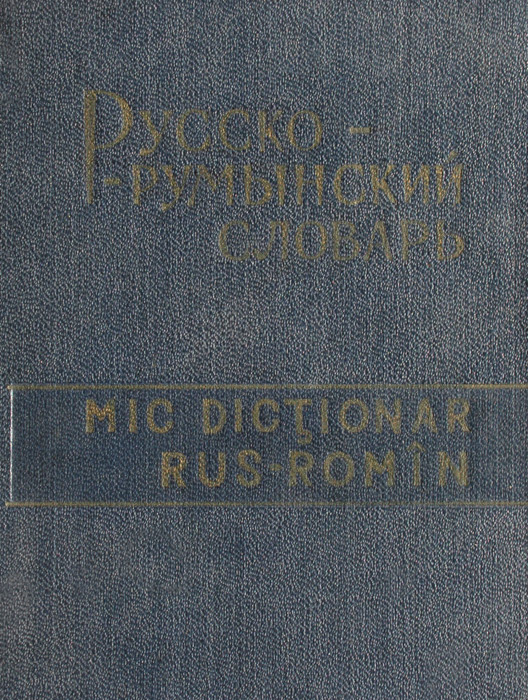 Русско-
-румынский
словарь
MIC DICŢIONAR
RUS-ROMÎN